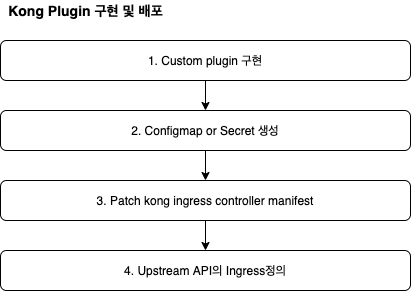 Kong Plugin 구현 및 배포
1. Custom plugin 구현
2. Configmap or Secret 생성
3. Patch kong ingress controller manifest
4. Upstream API의 Ingress정의